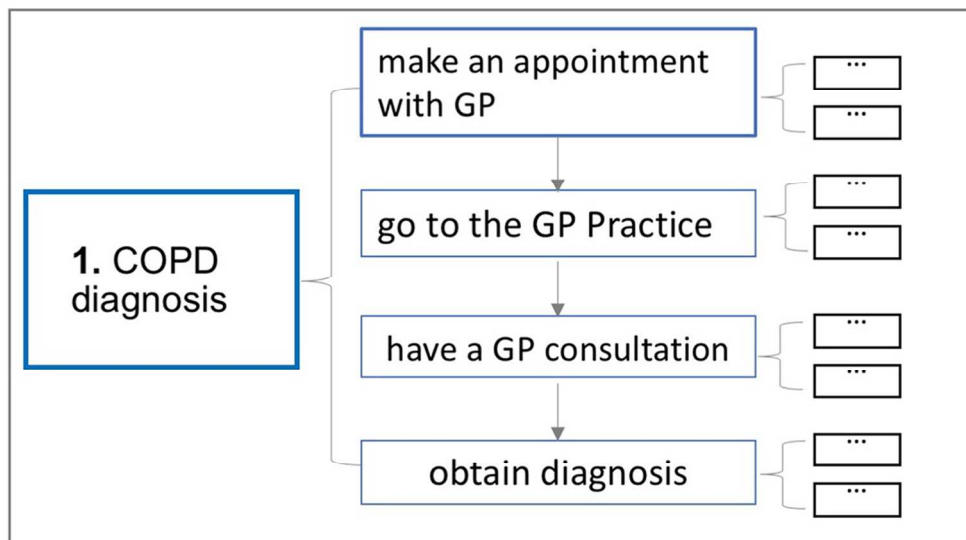 1. COPD
diagnosis
make an appointment
with GP
...
...
go to the GP Practice
...
...
have a GP consultation
...
...
obtain diagnosis
...
...